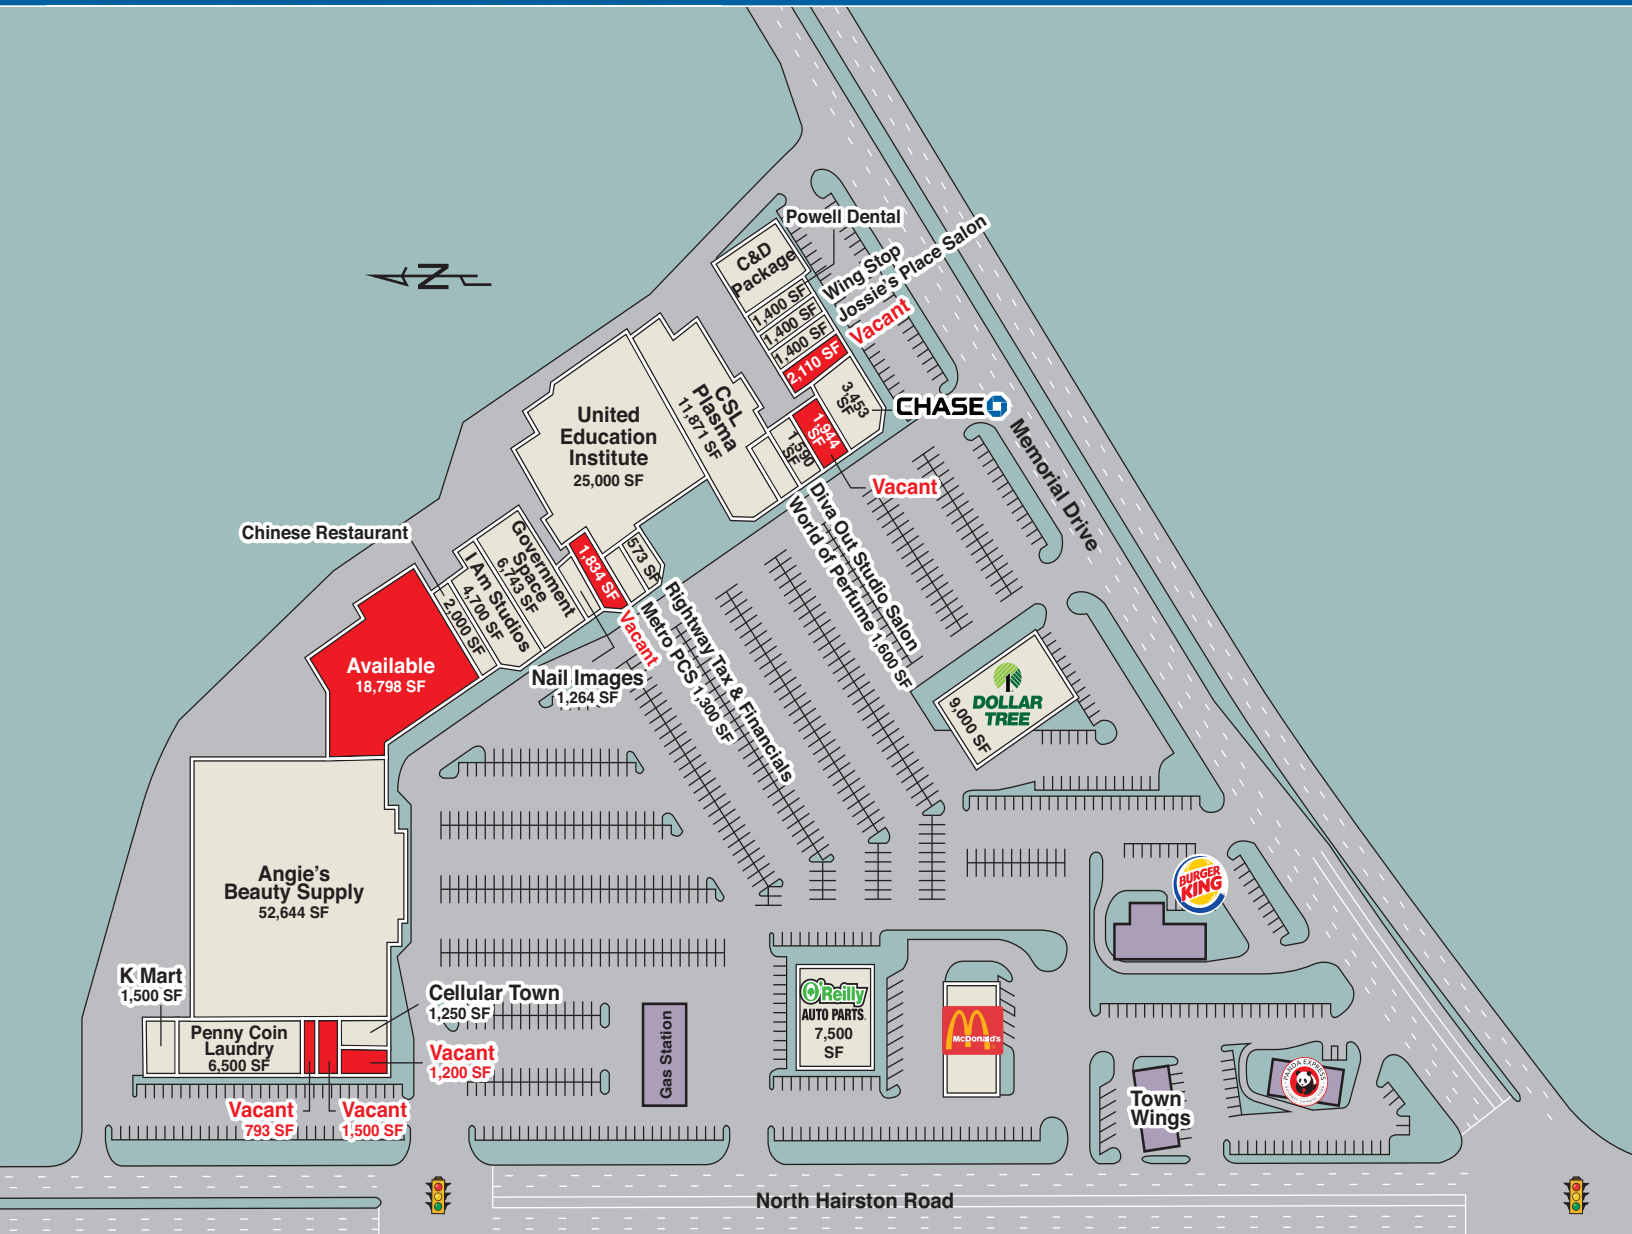 Powell Dental
C&D
Package
Wing Stop
Jossie's Place Salon
Vacant
1,400 SF
1,400 SF
1,400 SF
2,110 SF
3,453
SF
CHASE
1,944
SF
1,590
SF
Vacant
Memorial Drive
CSL
Plasma
11,871 SF
United
Education
Institute
25,000 SF
N
Diva Out Studio Salon
World of Perfume 1,600 SF
Chinese Restaurant
Government
Space
6,743 SF
I Am Studios
4,700 SF
2,000 SF
1,834 SF
573 SF
Vacant
Metro PCS 1,300 SF
Rightway Tax & Financials
Nail Images
1,264 SF
Available
18,798 SF
DOLLAR
TREE
9,000 SF
Angie's
Beauty Supply
52,644 SF
BURGER
KING
K Mart
1,500 SF
Penny Coin
Laundry
6,500 SF
Cellular Town
1,250 SF
Vacant
1,200 SF
Vacant
793 SF
Vacant
1,500 SF
Gas Station
O'Reilly
AUTO PARTS
7,500
SF
McDonald's
Town
Wings
PANDA EXPRESS
North Hairston Road